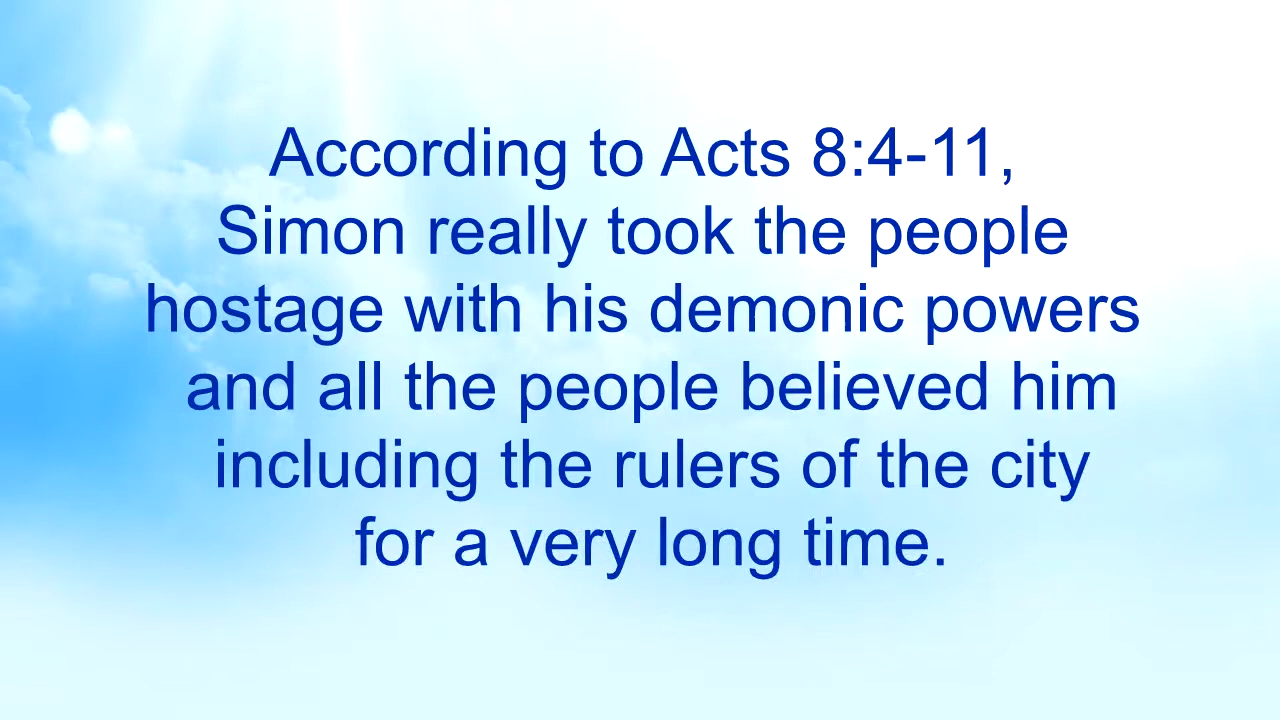 According to Acts 8:4-11,
Simon really took the people
hostage with his demonic powers
and all the people believed him
including the rulers of the city
for a very long time.